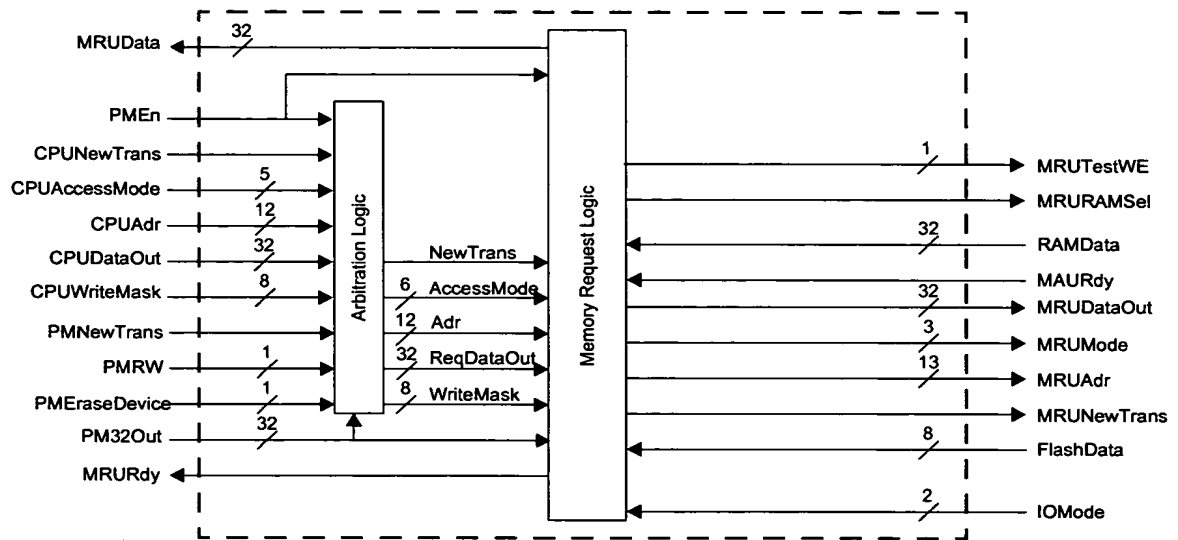 MRUData
32
PMEn
CPUNewTrans
CPUAccessMode
5
CPUAdr
12
CPUDataOut
32
CPUWriteMask
8
PMNewTrans
PMRW
1
PMEraseDevice
1
PM32Out
32
MRURdy
Arbitration Logic
NewTrans
6
AccessMode
12
Adr
32
ReqDataOut
8
WriteMask
Memory Request Logic
1
MRUTestWE
MRURAMSel
32
RAMData
MAURdy
32
MRUDataOut
3
MRUMode
13
MRUAdr
MRUNewTrans
8
FlashData
2
IOMode